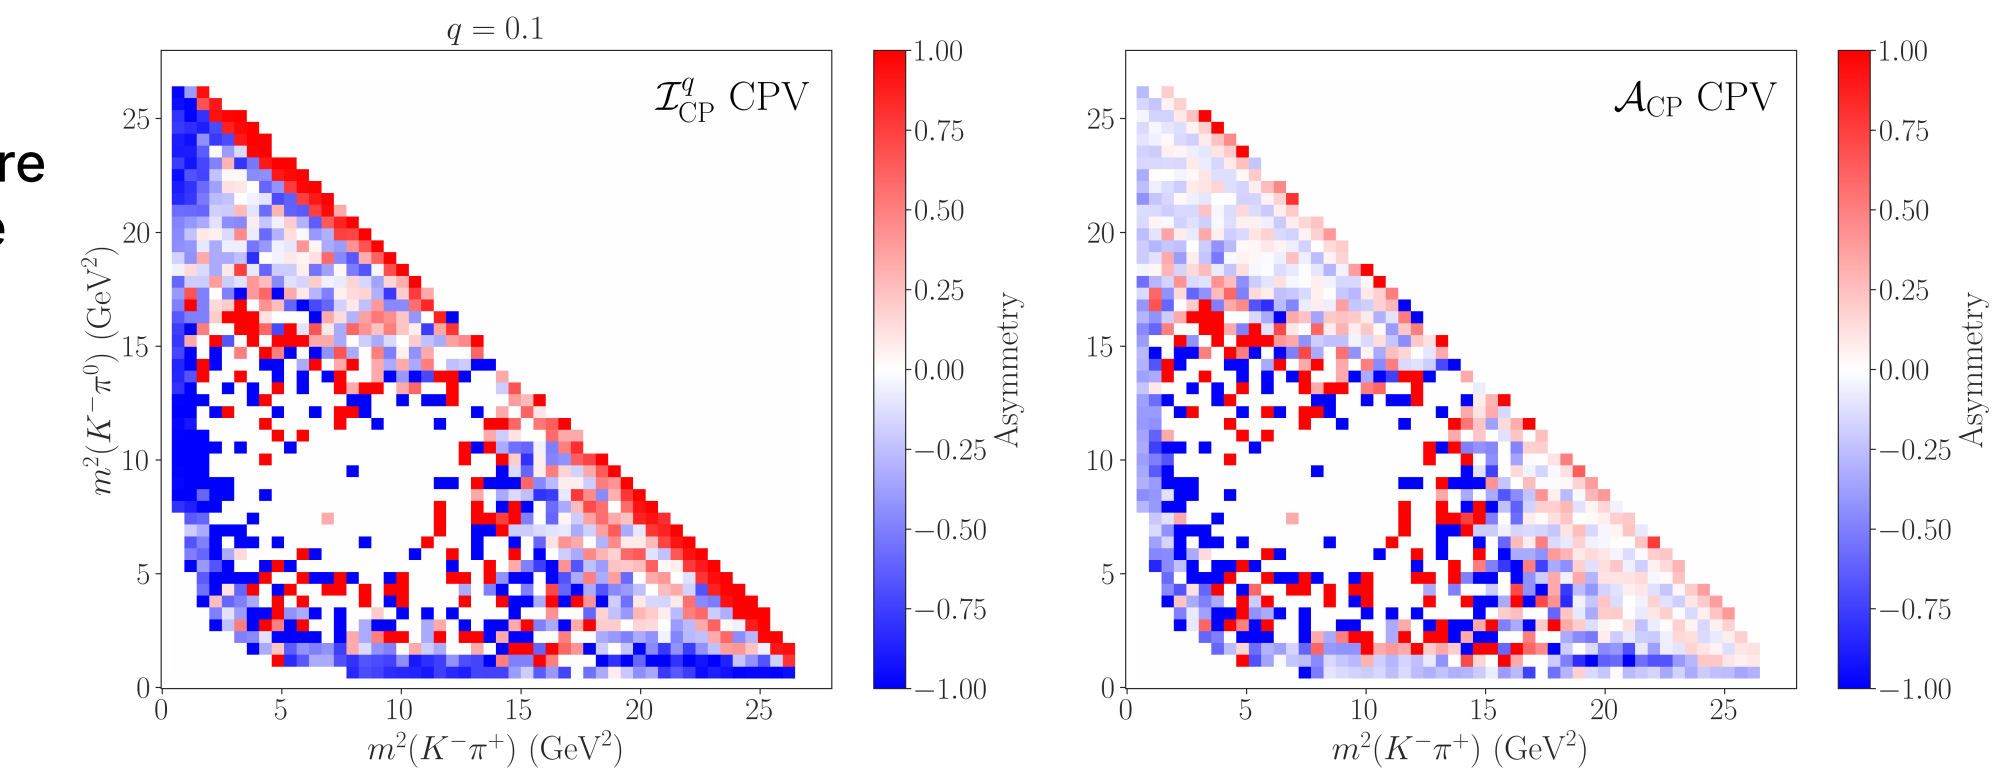 re
e
q = 0.1
𝓘^q_CP CPV
25
20
15
10
5
0
m²(K⁻π⁰) (GeV²)
0 5 10 15 20 25
m²(K⁻π⁺) (GeV²)
1.00
0.75
0.50
0.25
0.00
−0.25
−0.50
−0.75
−1.00
Asymmetry
𝓐_CP CPV
25
20
15
10
5
0
0 5 10 15 20 25
m²(K⁻π⁺) (GeV²)
1.00
0.75
0.50
0.25
0.00
−0.25
−0.50
−0.75
−1.00
Asymmetry